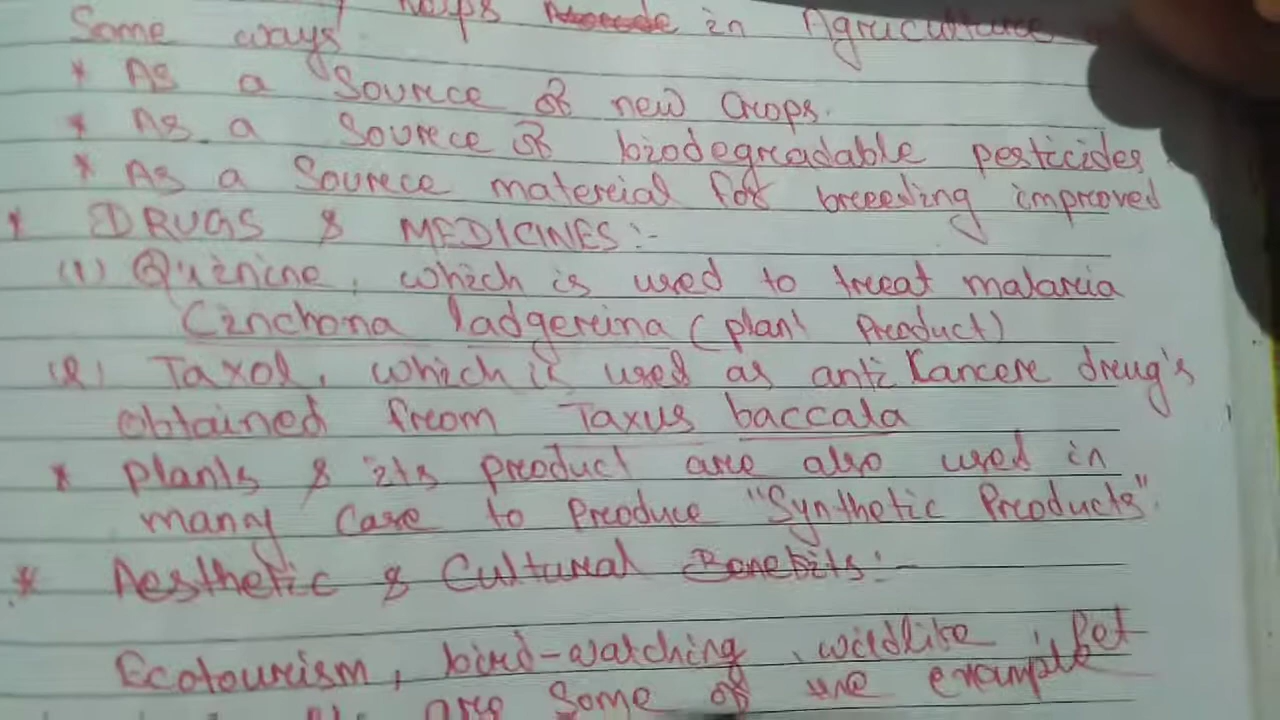 Some ways helps in Agriculture
* As a Source of new Crops.
* As a Source of biodegradable pesticides
* As a Source material for breeding improved
* DRUGS & MEDICINES:-
(1) Quinine, which is used to treat malaria
Cinchona ladgerina (plant Product)
(2) Taxol, which is used as anti Cancer drug's
obtained from Taxus baccala
* plants & its product are also used in
many Case to Produce "Synthetic Products".
* Aesthetic & Cultural Benefits:-
Ecotourism, bird-watching, wildlife, Pet
are Some of the example